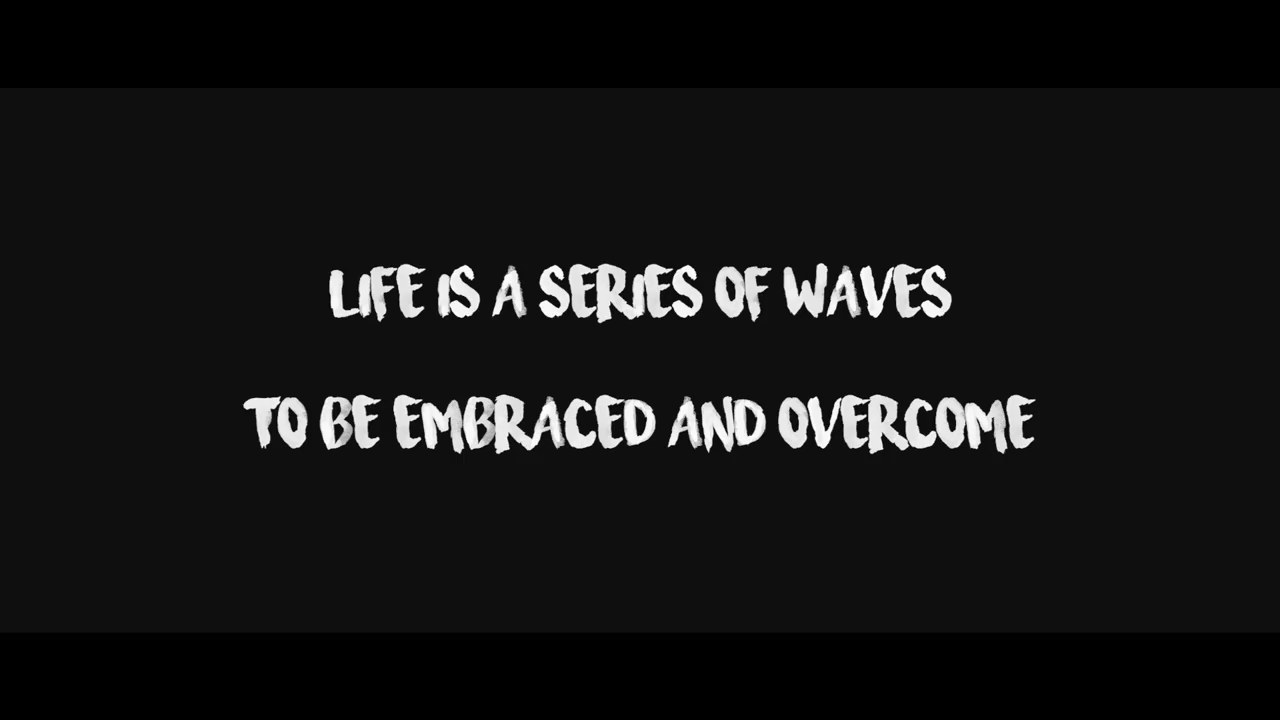 LIFE IS A SERIES OF WAVES
TO BE EMBRACED AND OVERCOME